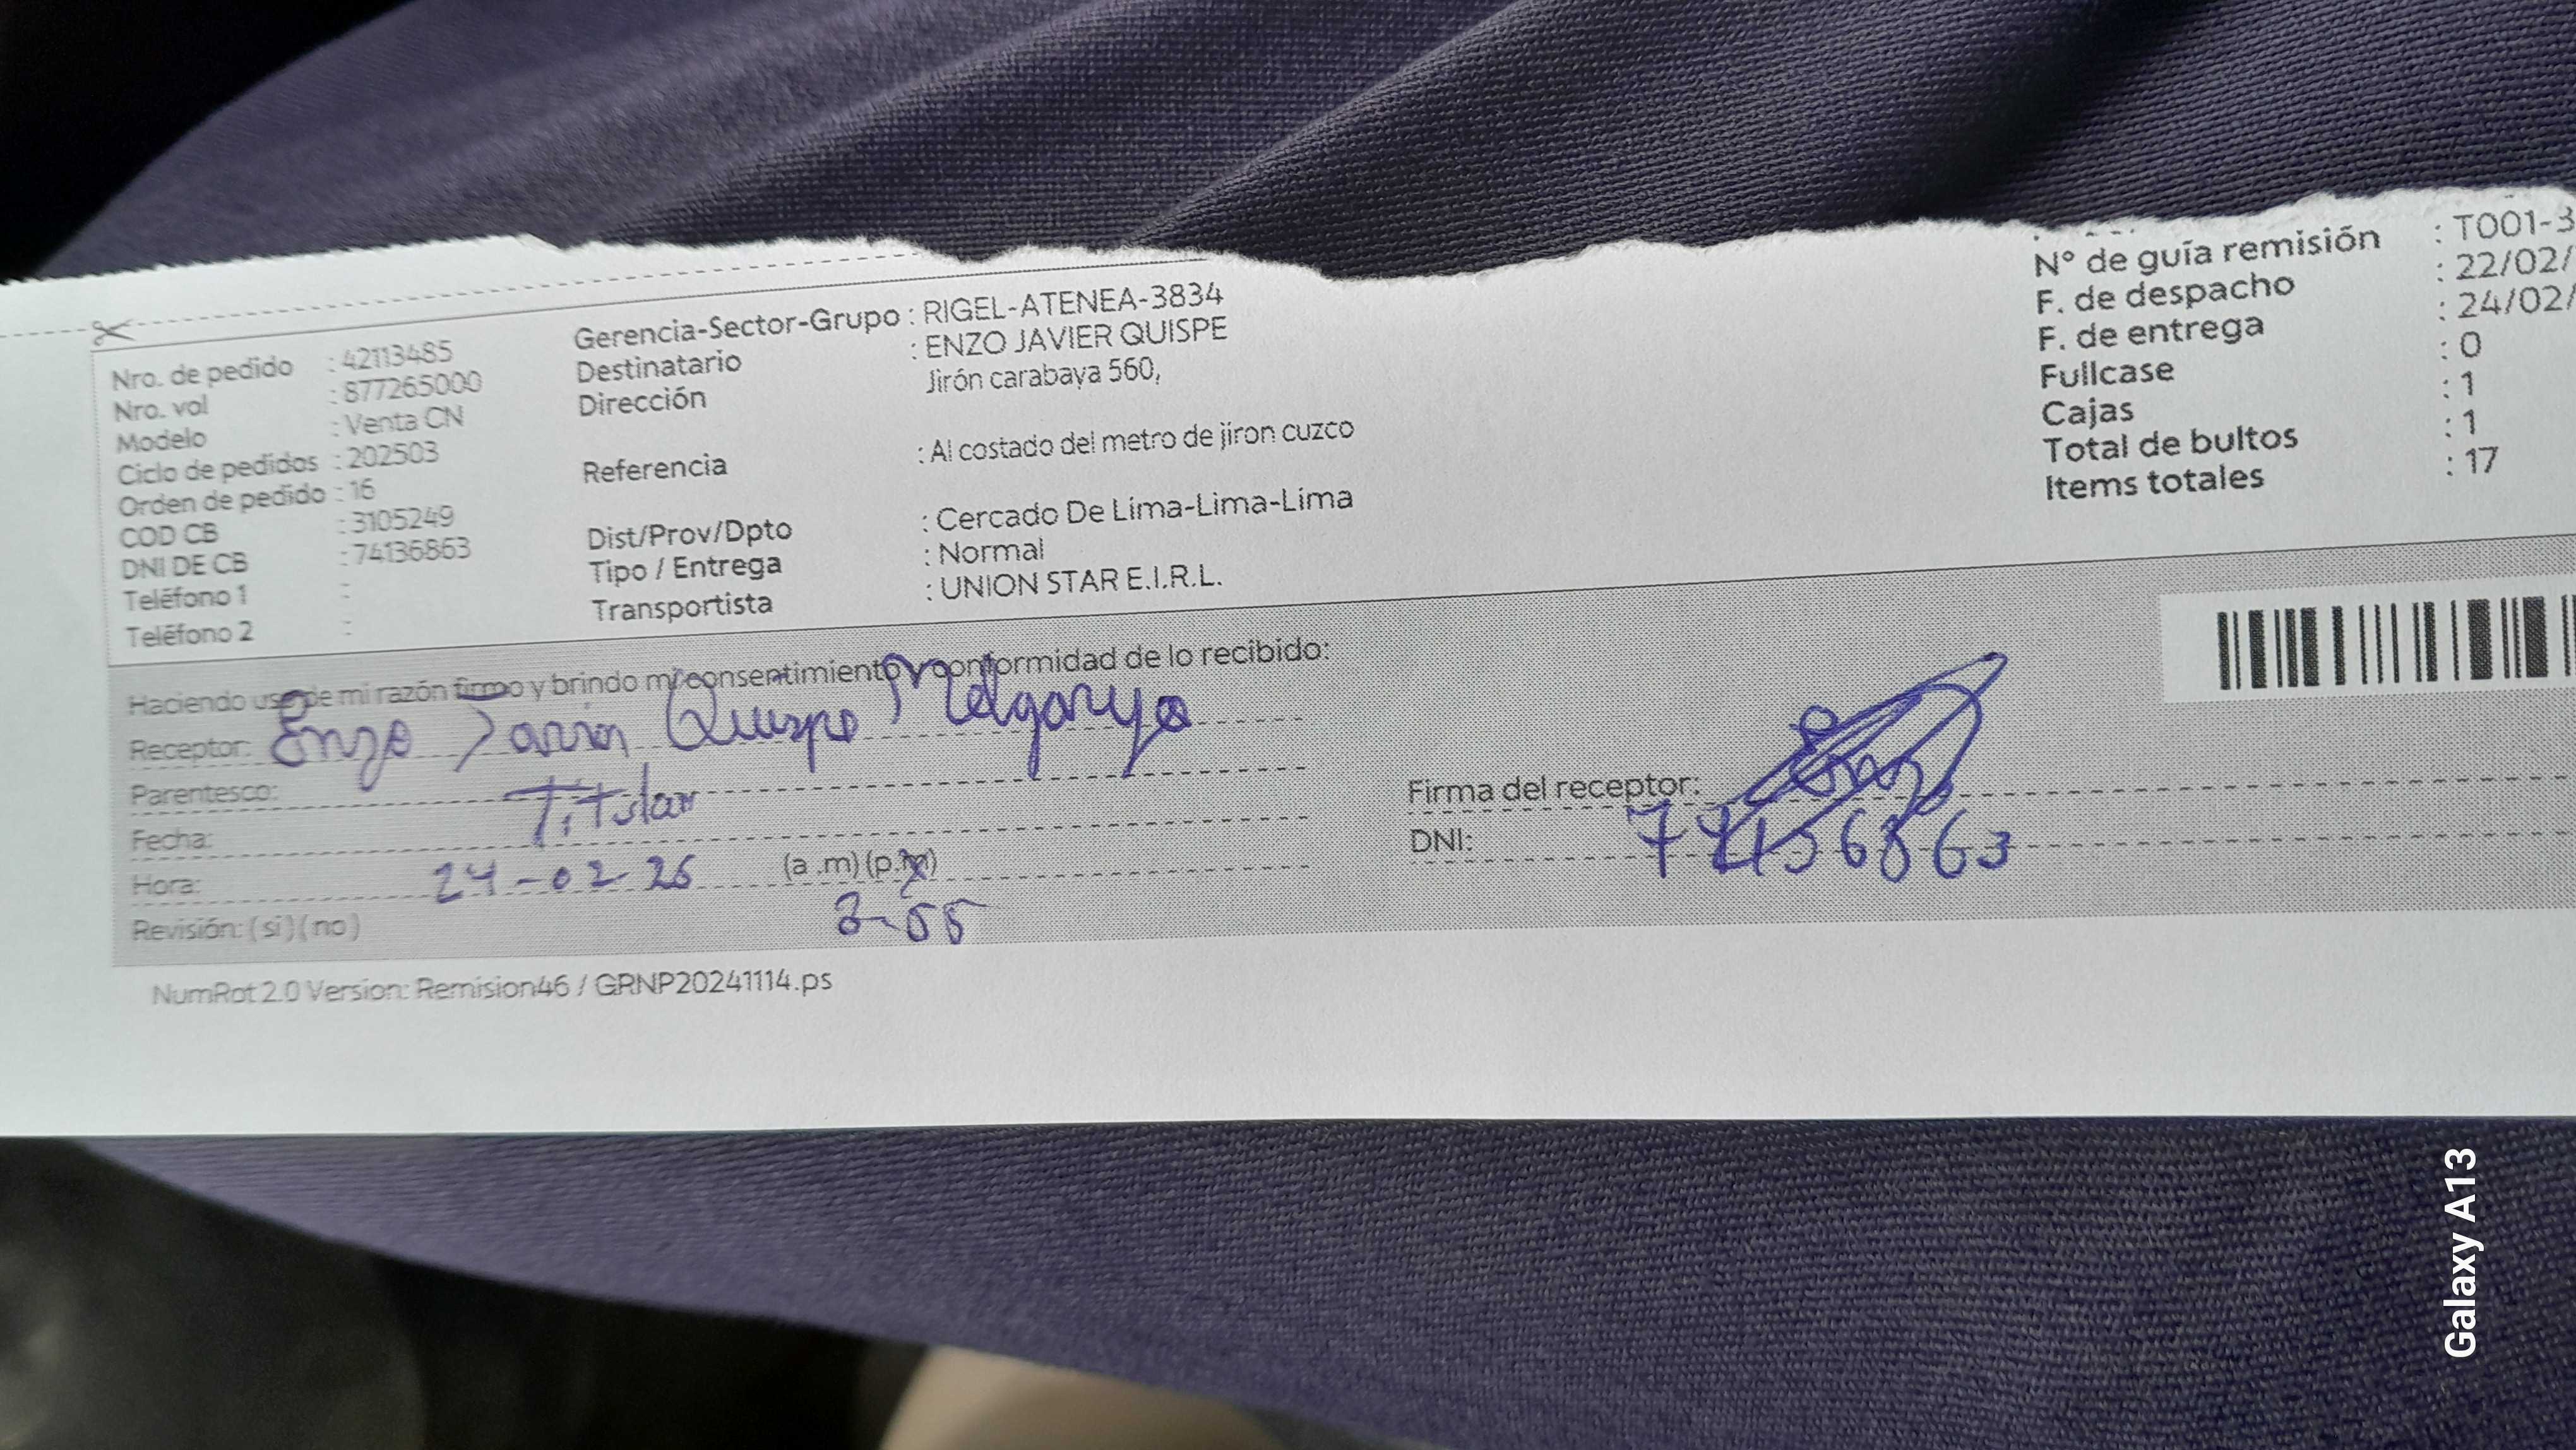 Nro. de pedido : 42113485
Nro. vol : 877265000
Modelo : Venta CN
Ciclo de pedidos : 202503
Orden de pedido : 16
COD CB : 3105249
DNI DE CB : 74136863
Teléfono 1 :
Teléfono 2 :
Gerencia-Sector-Grupo : RIGEL-ATENEA-3834
Destinatario : ENZO JAVIER QUISPE
Dirección Jirón carabaya 560,
Referencia : Al costado del metro de jiron cuzco
Dist/Prov/Dpto : Cercado De Lima-Lima-Lima
Tipo / Entrega : Normal
Transportista : UNION STAR E.I.R.L.
N° de guía remisión : T001-3
F. de despacho : 22/02/
F. de entrega : 24/02/
Fullcase : 0
Cajas : 1
Total de bultos : 1
Items totales : 17
Haciendo uso de mi razón firmo y brindo mi consentimiento y conformidad de lo recibido:
Receptor: Enzo Quispe
Parentesco: Titular
Fecha: 24-02-26
Hora: (a.m)(p.m)
Revisión: (si)(no)
Firma del receptor:
DNI:
NumRot 2.0 Version: Remision46 / GRNP20241114.ps
Galaxy A13